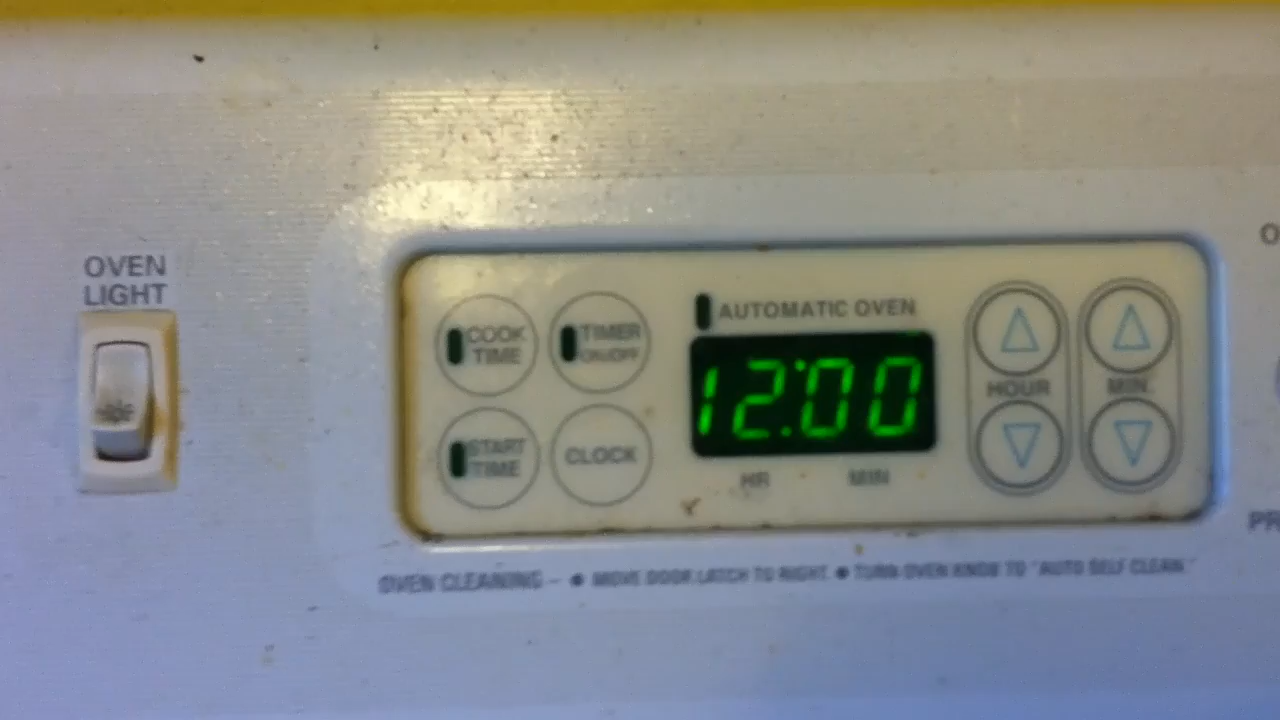 OVEN
LIGHT
COOK
TIME
TIMER
ON/OFF
START
TIME
CLOCK
AUTOMATIC OVEN
12:00
HR MIN
HOUR
MIN.
OVEN CLEANING – • MOVE DOOR LATCH TO RIGHT. • TURN OVEN KNOB TO "AUTO SELF CLEAN."
O
PR